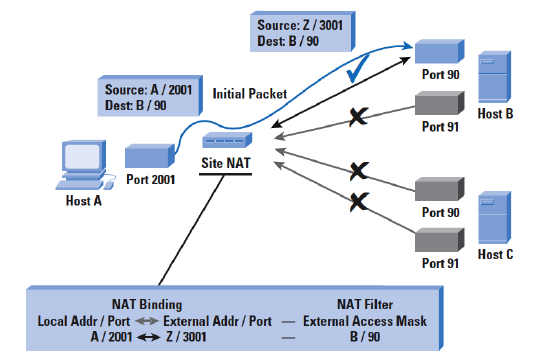 Source: Z / 3001
Dest: B / 90
Source: A / 2001
Dest: B / 90
Initial Packet
Port 90
Port 91
Host B
Site NAT
Port 2001
Host A
Port 90
Port 91
Host C
NAT Binding NAT Filter
Local Addr / Port External Addr / Port — External Access Mask
A / 2001 Z / 3001 — B / 90